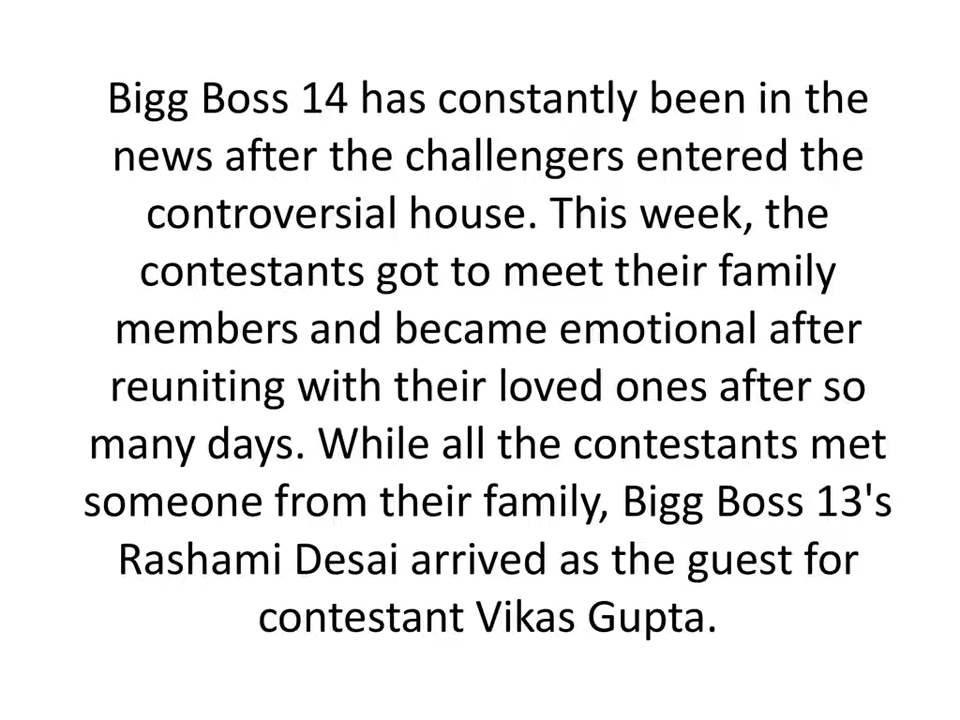 Bigg Boss 14 has constantly been in the
news after the challengers entered the
controversial house. This week, the
contestants got to meet their family
members and became emotional after
reuniting with their loved ones after so
many days. While all the contestants met
someone from their family, Bigg Boss 13's
Rashami Desai arrived as the guest for
contestant Vikas Gupta.